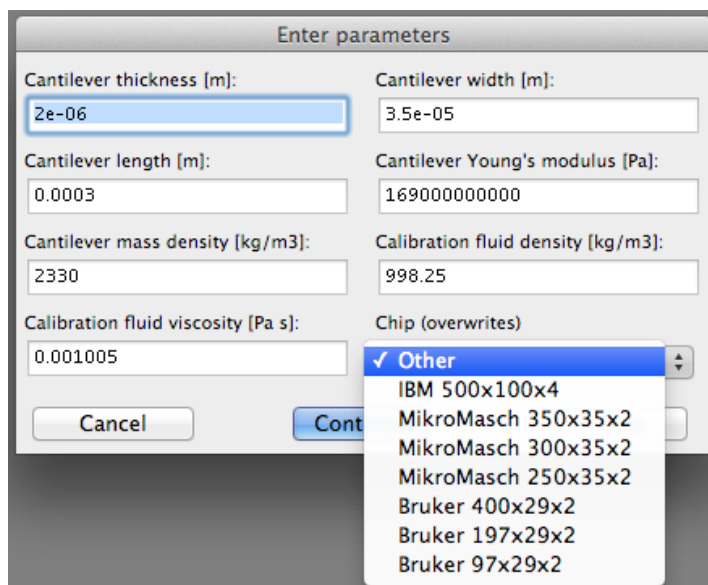 Enter parameters
Cantilever thickness [m]:
Cantilever width [m]:
2e-06
3.5e-05
Cantilever length [m]:
Cantilever Young's modulus [Pa]:
0.0003
169000000000
Cantilever mass density [kg/m3]:
Calibration fluid density [kg/m3]:
2330
998.25
Calibration fluid viscosity [Pa s]:
Chip (overwrites)
0.001005
✓ Other
IBM 500x100x4
MikroMasch 350x35x2
MikroMasch 300x35x2
MikroMasch 250x35x2
Bruker 400x29x2
Bruker 197x29x2
Bruker 97x29x2
Cancel
Cont